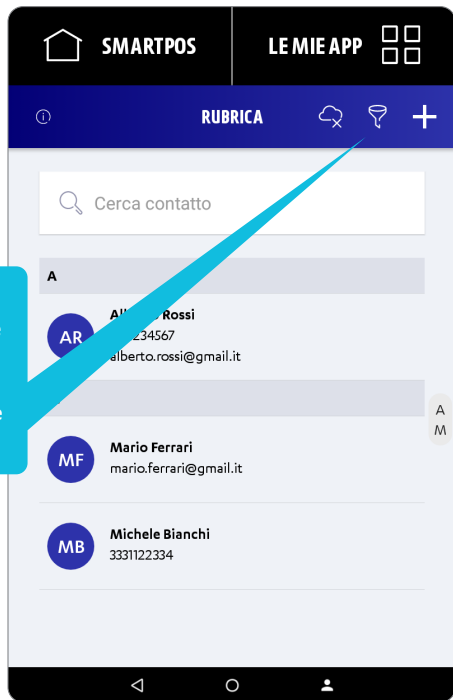 SMARTPOS
LE MIE APP
RUBRICA
Cerca contatto
A
Rossi
234567
alberto.rossi@gmail.it
A
M
MF
Mario Ferrari
mario.ferrari@gmail.it
MB
Michele Bianchi
3331122334
AR